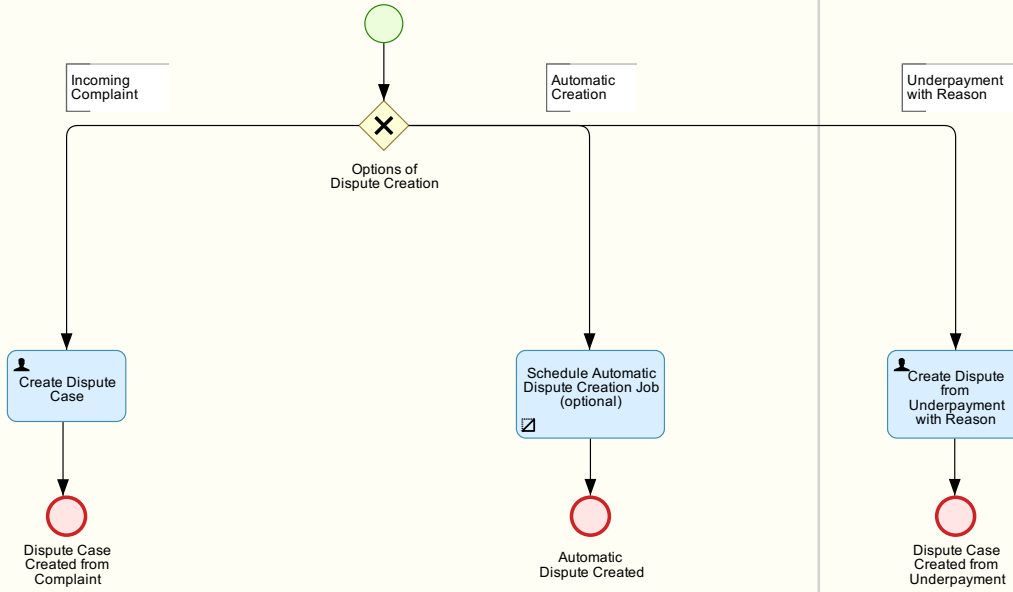 Incoming
Complaint
Automatic
Creation
Underpayment
with Reason
Options of
Dispute Creation
Create Dispute
Case
Schedule Automatic
Dispute Creation Job
(optional)
Create Dispute
from
Underpayment
with Reason
Dispute Case
Created from
Complaint
Automatic
Dispute Created
Dispute Case
Created from
Underpayment